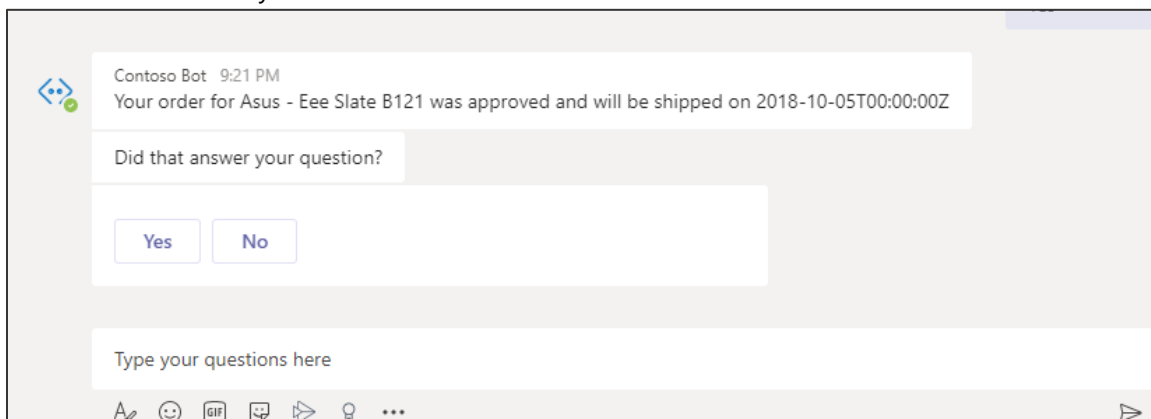 Contoso Bot 9:21 PM
Your order for Asus - Eee Slate B121 was approved and will be shipped on 2018-10-05T00:00:00Z
Did that answer your question?
Yes No
Type your questions here
GIF